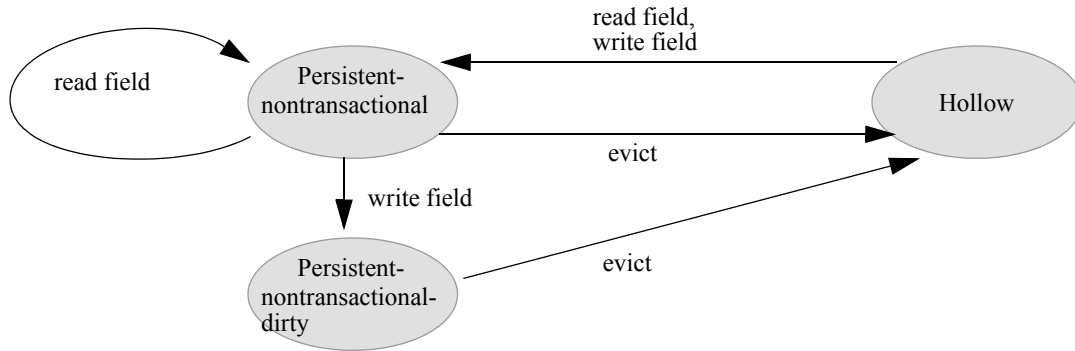 read field,
write field
read field
Persistent-
nontransactional
Hollow
evict
write field
Persistent-
nontransactional-
dirty
evict